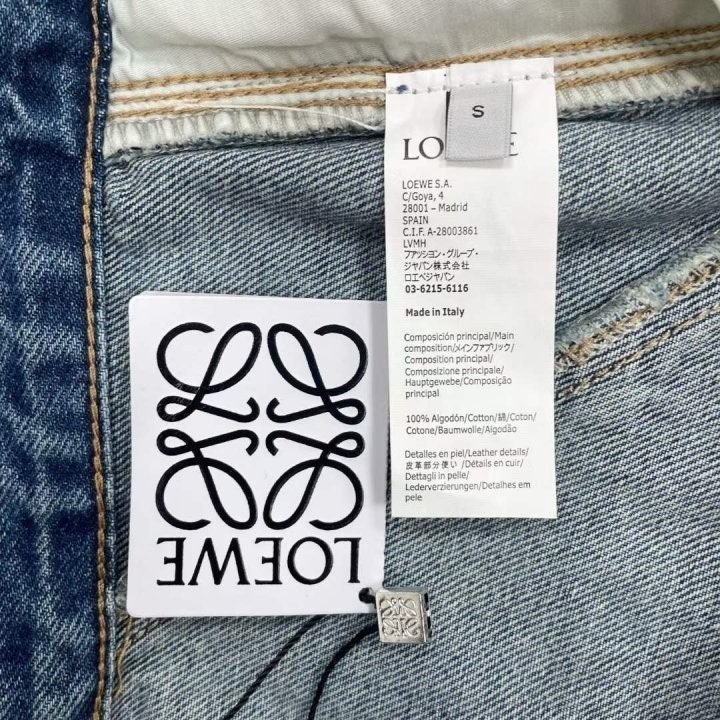 S
LO E
LOEWE S.A.
C/Goya, 4
28001 – Madrid
SPAIN
C.I.F. A-28003861
LVMH
ファッション・グループ・
ジャパン株式会社
ロエベジャパン
03-6215-6116
Made in Italy
Composición principal/Main
composition/メインファブリック/
Composition principal/
Composizione principale/
Hauptgewebe/Composição
principal
100% Algodón/Cotton/綿/Coton/
Cotone/Baumwolle/Algodão
Detalles en piel/Leather details/
皮革部分使い /Détails en cuir/
Dettagli in pelle/
Lederverzierungen/Detalhes em
pele
LOEWE